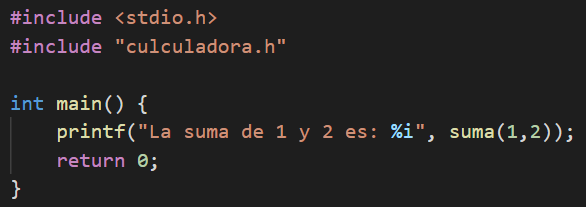 #include <stdio.h>
#include "culculadora.h"
int main() {
printf("La suma de 1 y 2 es: %i", suma(1,2));
return 0;
}